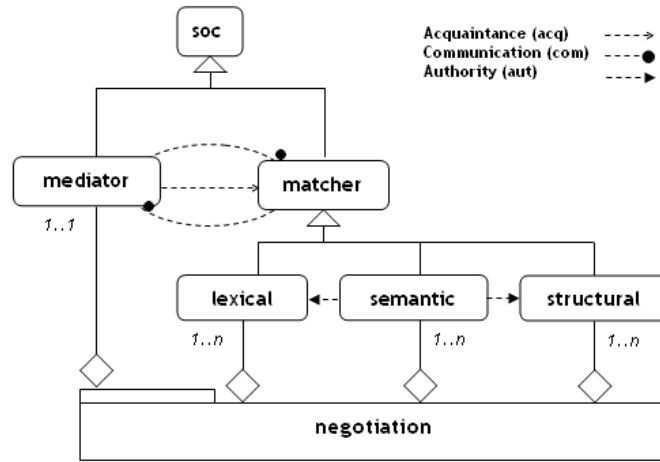 soc
Acquaintance (acq)
Communication (com)
Authority (aut)
mediator
matcher
1..1
lexical
semantic
structural
1..n
1..n
1..n
negotiation